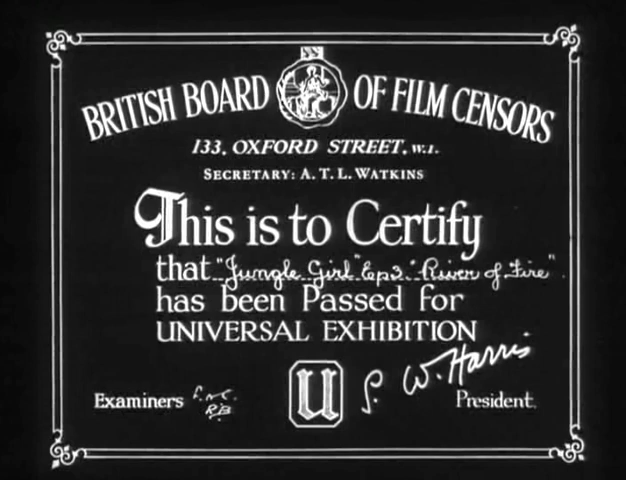 BRITISH BOARD OF FILM CENSORS
133, OXFORD STREET, W.1.
SECRETARY: A. T. L. WATKINS
This is to Certify
that "Jungle Girl" Ep 3 "River of Fire"
has been Passed for
UNIVERSAL EXHIBITION
S. W. Harris
Examiners
R.B.
U
President.